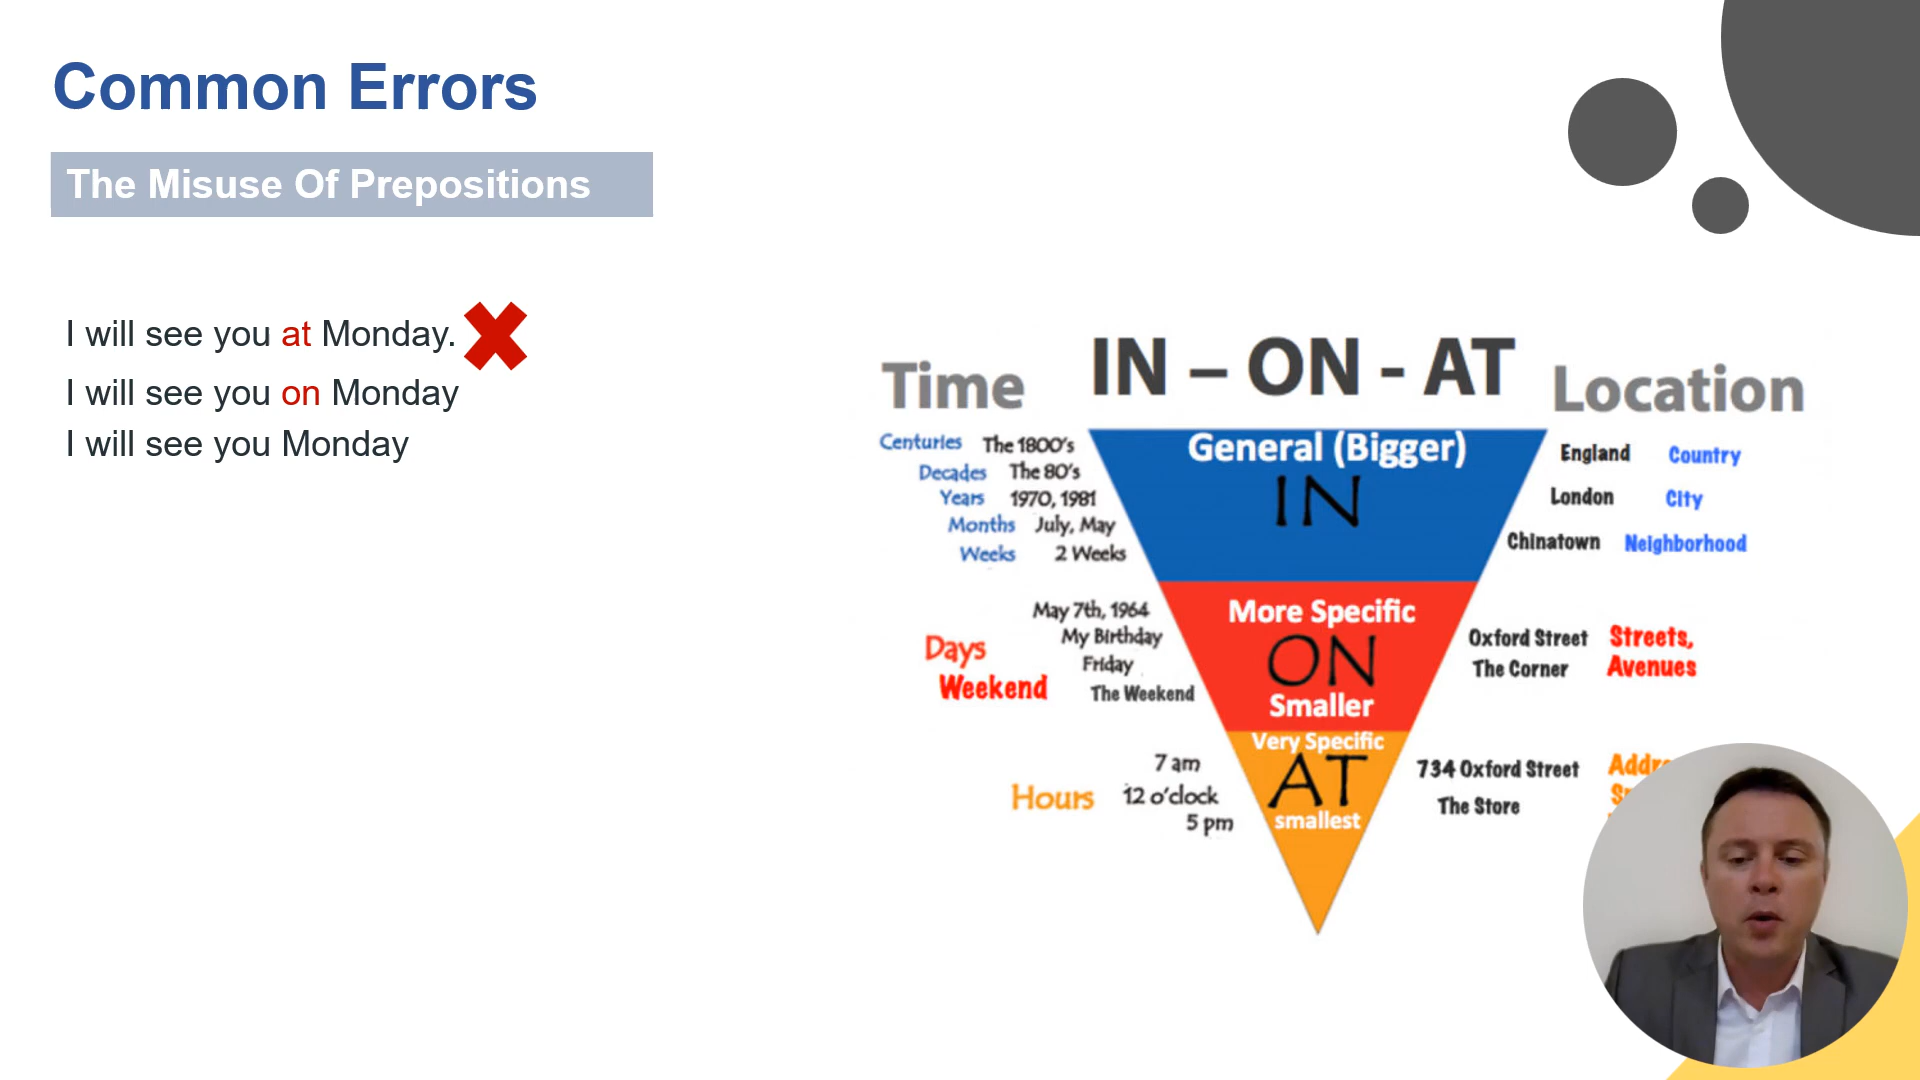 Common Errors
The Misuse Of Prepositions
I will see you at Monday.
I will see you on Monday
I will see you Monday
Time
IN – ON - AT
Location
Centuries The 1800's
Decades The 80's
Years 1970, 1981
Months July, May
Weeks 2 Weeks
General (Bigger)
IN
England Country
London City
Chinatown Neighborhood
May 7th, 1964
My Birthday
Days
Friday
Weekend
The Weekend
More Specific
ON
Smaller
Oxford Street Streets,
The Corner Avenues
7 am
Hours 12 o'clock
5 pm
Very Specific
AT
smallest
734 Oxford Street
The Store